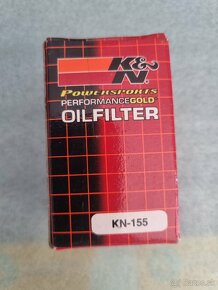 K&N
POWERSPORTS
PERFORMANCEGOLD
OILFILTER
KN-155